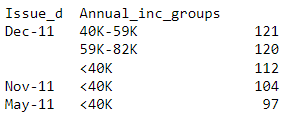 Issue_d Annual_inc_groups
Dec-11 40K-59K 121
59K-82K 120
<40K 112
Nov-11 <40K 104
May-11 <40K 97